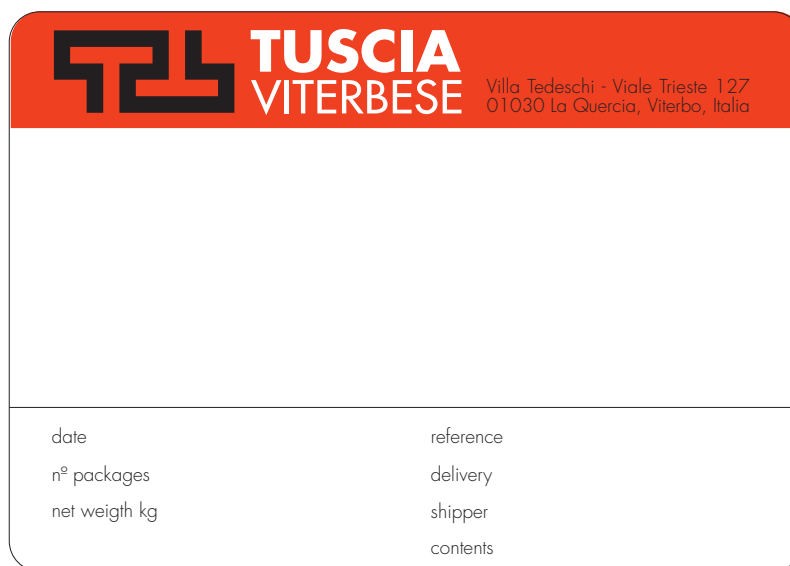 TUSCIA
VITERBESE
Villa Tedeschi - Viale Trieste 127
01030 La Quercia, Viterbo, Italia
date
nº packages
net weigth kg
reference
delivery
shipper
contents